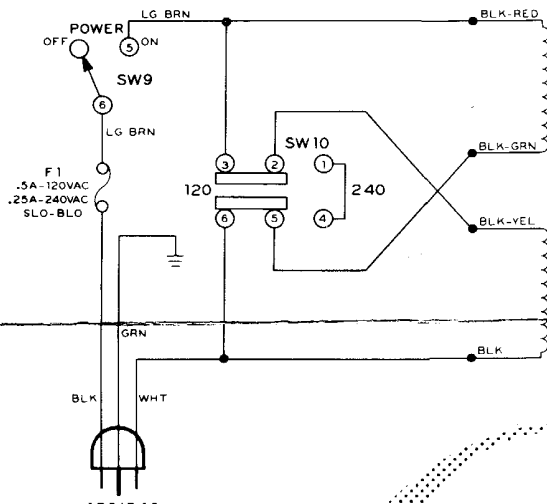 LG BRN
BLK-RED
POWER
OFF
5
ON
SW9
6
LG BRN
BLK-GRN
SW10
3
2
1
F1
.5A-120VAC
.25A-240VAC
SLO-BLO
120
240
6
5
4
BLK-YEL
GRN
BLK
BLK
WHT